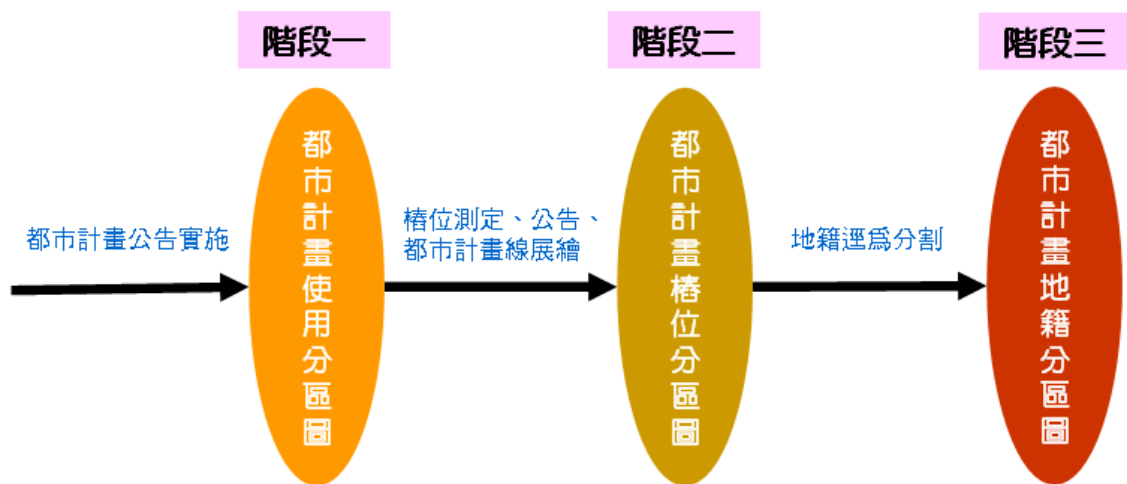 階段一
階段二
階段三
都市計畫公告實施
都市計畫使用分區圖
樁位測定、公告、
都市計畫線展繪
都市計畫樁位分區圖
地籍逕為分割
都市計畫地籍分區圖